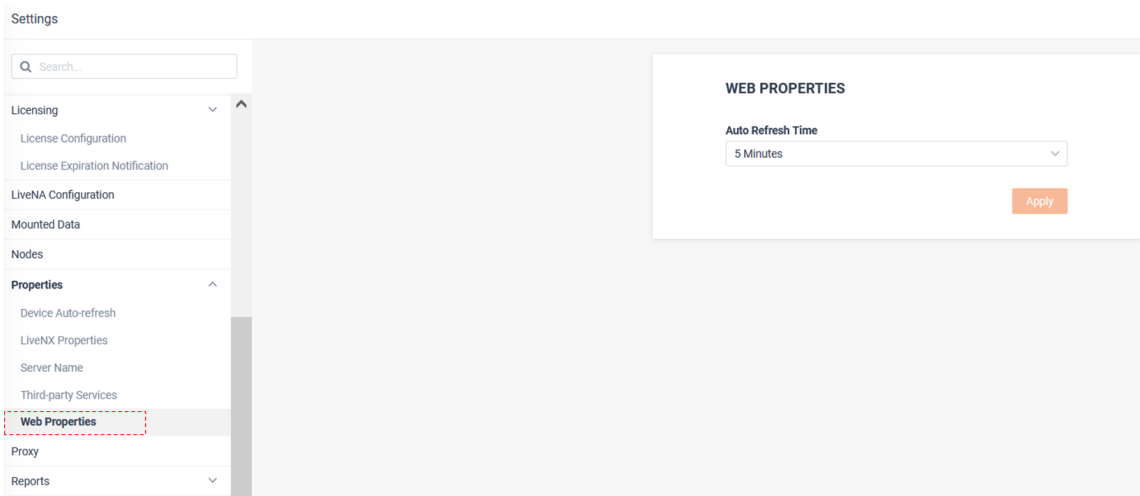 Settings
Search...
Licensing
License Configuration
License Expiration Notification
LiveNA Configuration
Mounted Data
Nodes
Properties
Device Auto-refresh
LiveNX Properties
Server Name
Third-party Services
Web Properties
Proxy
Reports
WEB PROPERTIES
Auto Refresh Time
5 Minutes
Apply